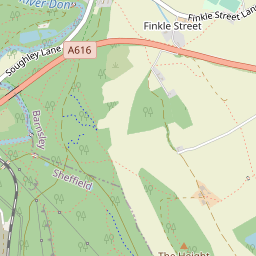 River Don
Finkle Street
Finkle Street Lane
Soughley Lane
A616
Barnsley
Sheffield
The Height